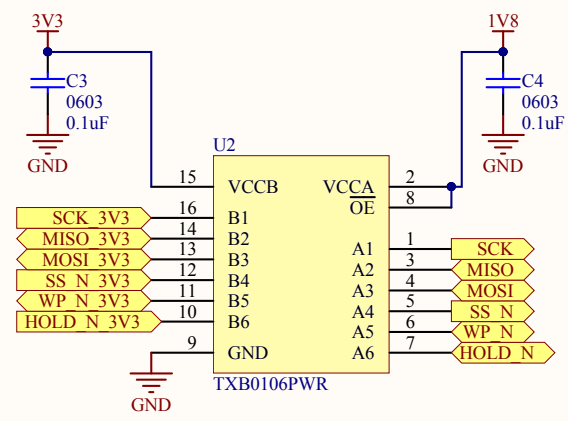 3V3
1V8
C3
0603
0.1uF
GND
C4
0603
0.1uF
GND
U2
15 VCCB VCCA 2
OE 8
SCK_3V3 16 B1 A1 1 SCK
MISO_3V3 14 B2 A2 3 MISO
MOSI_3V3 13 B3 A3 4 MOSI
SS_N_3V3 12 B4 A4 5 SS_N
WP_N_3V3 11 B5 A5 6 WP_N
HOLD_N_3V3 10 B6 A6 7 HOLD_N
9 GND
TXB0106PWR
GND